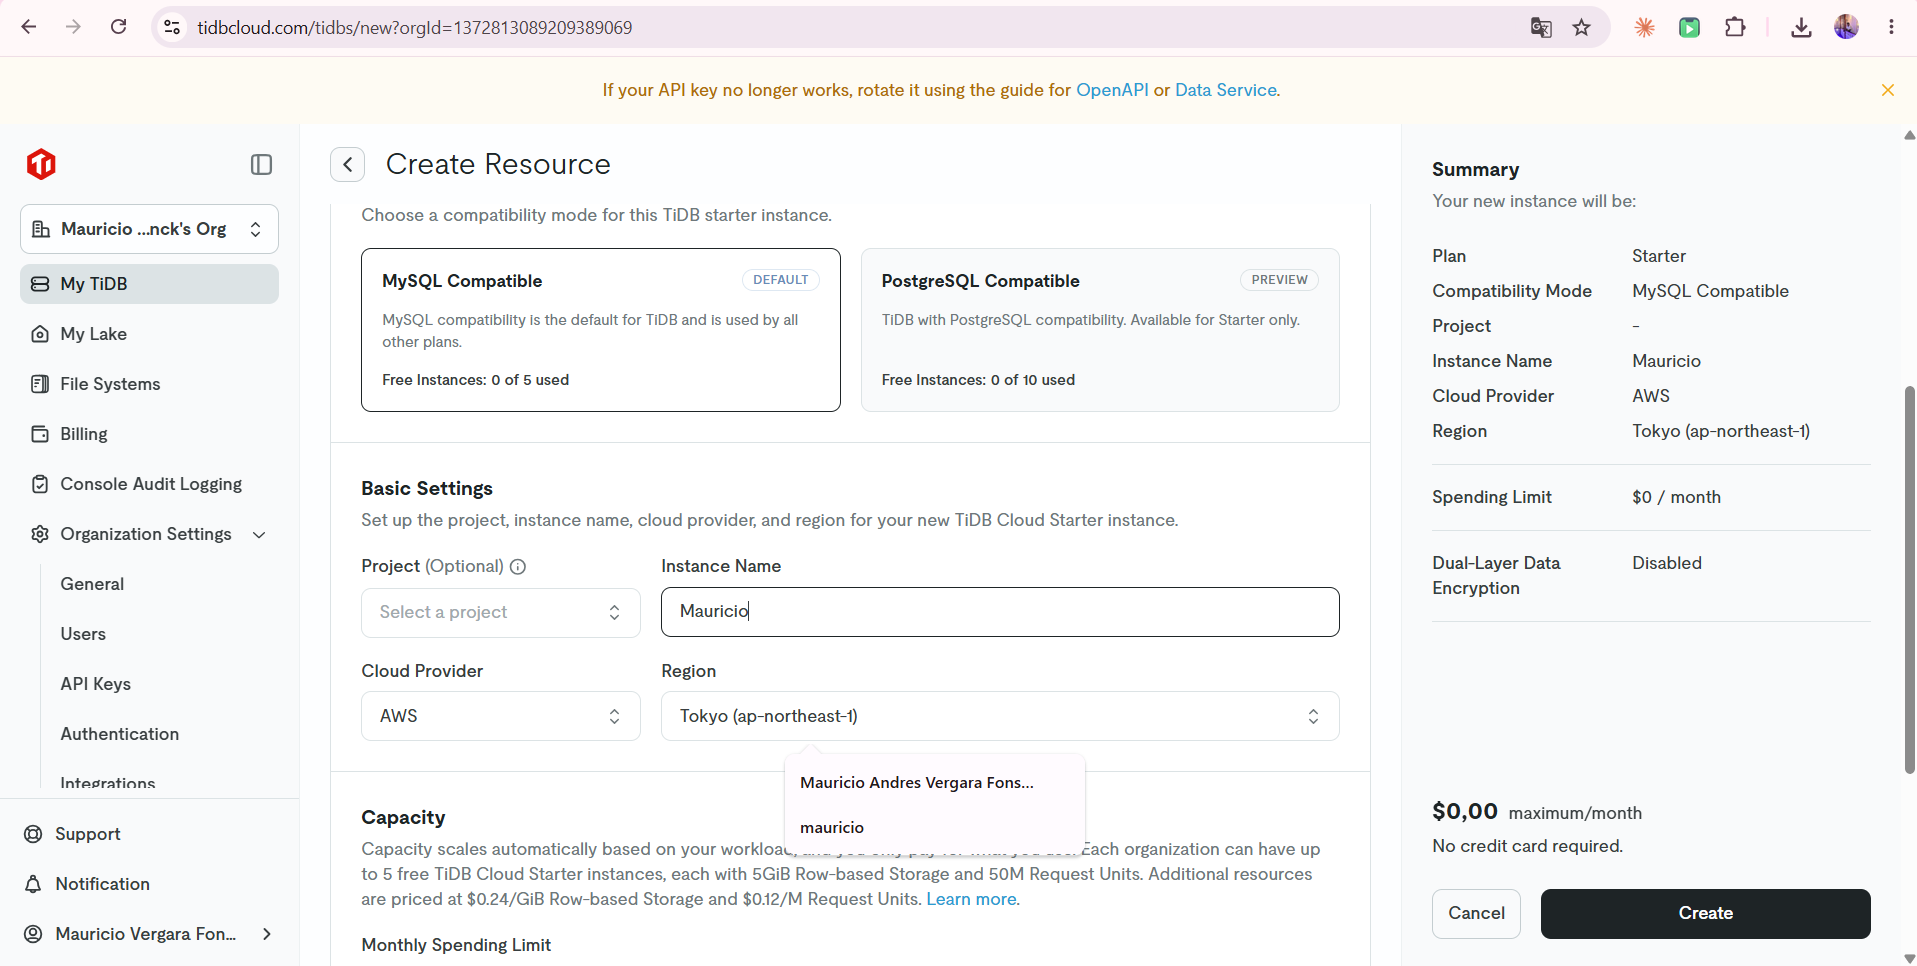 tidbcloud.com/tidbs/new?orgId=1372813089209389069
If your API key no longer works, rotate it using the guide for OpenAPI or Data Service.
Mauricio ...nck's Org
My TiDB
My Lake
File Systems
Billing
Console Audit Logging
Organization Settings
General
Users
API Keys
Authentication
Integrations
Support
Notification
Mauricio Vergara Fon...
Create Resource
Choose a compatibility mode for this TiDB starter instance.
MySQL Compatible
DEFAULT
MySQL compatibility is the default for TiDB and is used by all
other plans.
Free Instances: 0 of 5 used
PostgreSQL Compatible
PREVIEW
TiDB with PostgreSQL compatibility. Available for Starter only.
Free Instances: 0 of 10 used
Basic Settings
Set up the project, instance name, cloud provider, and region for your new TiDB Cloud Starter instance.
Project (Optional)
Instance Name
Select a project
Mauricio
Cloud Provider
Region
AWS
Tokyo (ap-northeast-1)
Mauricio Andres Vergara Fons...
mauricio
Capacity
Capacity scales automatically based on your workload, Each organization can have up
to 5 free TiDB Cloud Starter instances, each with 5GiB Row-based Storage and 50M Request Units. Additional resources
are priced at $0.24/GiB Row-based Storage and $0.12/M Request Units. Learn more.
Monthly Spending Limit
Summary
Your new instance will be:
Plan Starter
Compatibility Mode MySQL Compatible
Project -
Instance Name Mauricio
Cloud Provider AWS
Region Tokyo (ap-northeast-1)
Spending Limit $0 / month
Dual-Layer Data Disabled
Encryption
$0,00 maximum/month
No credit card required.
Cancel
Create